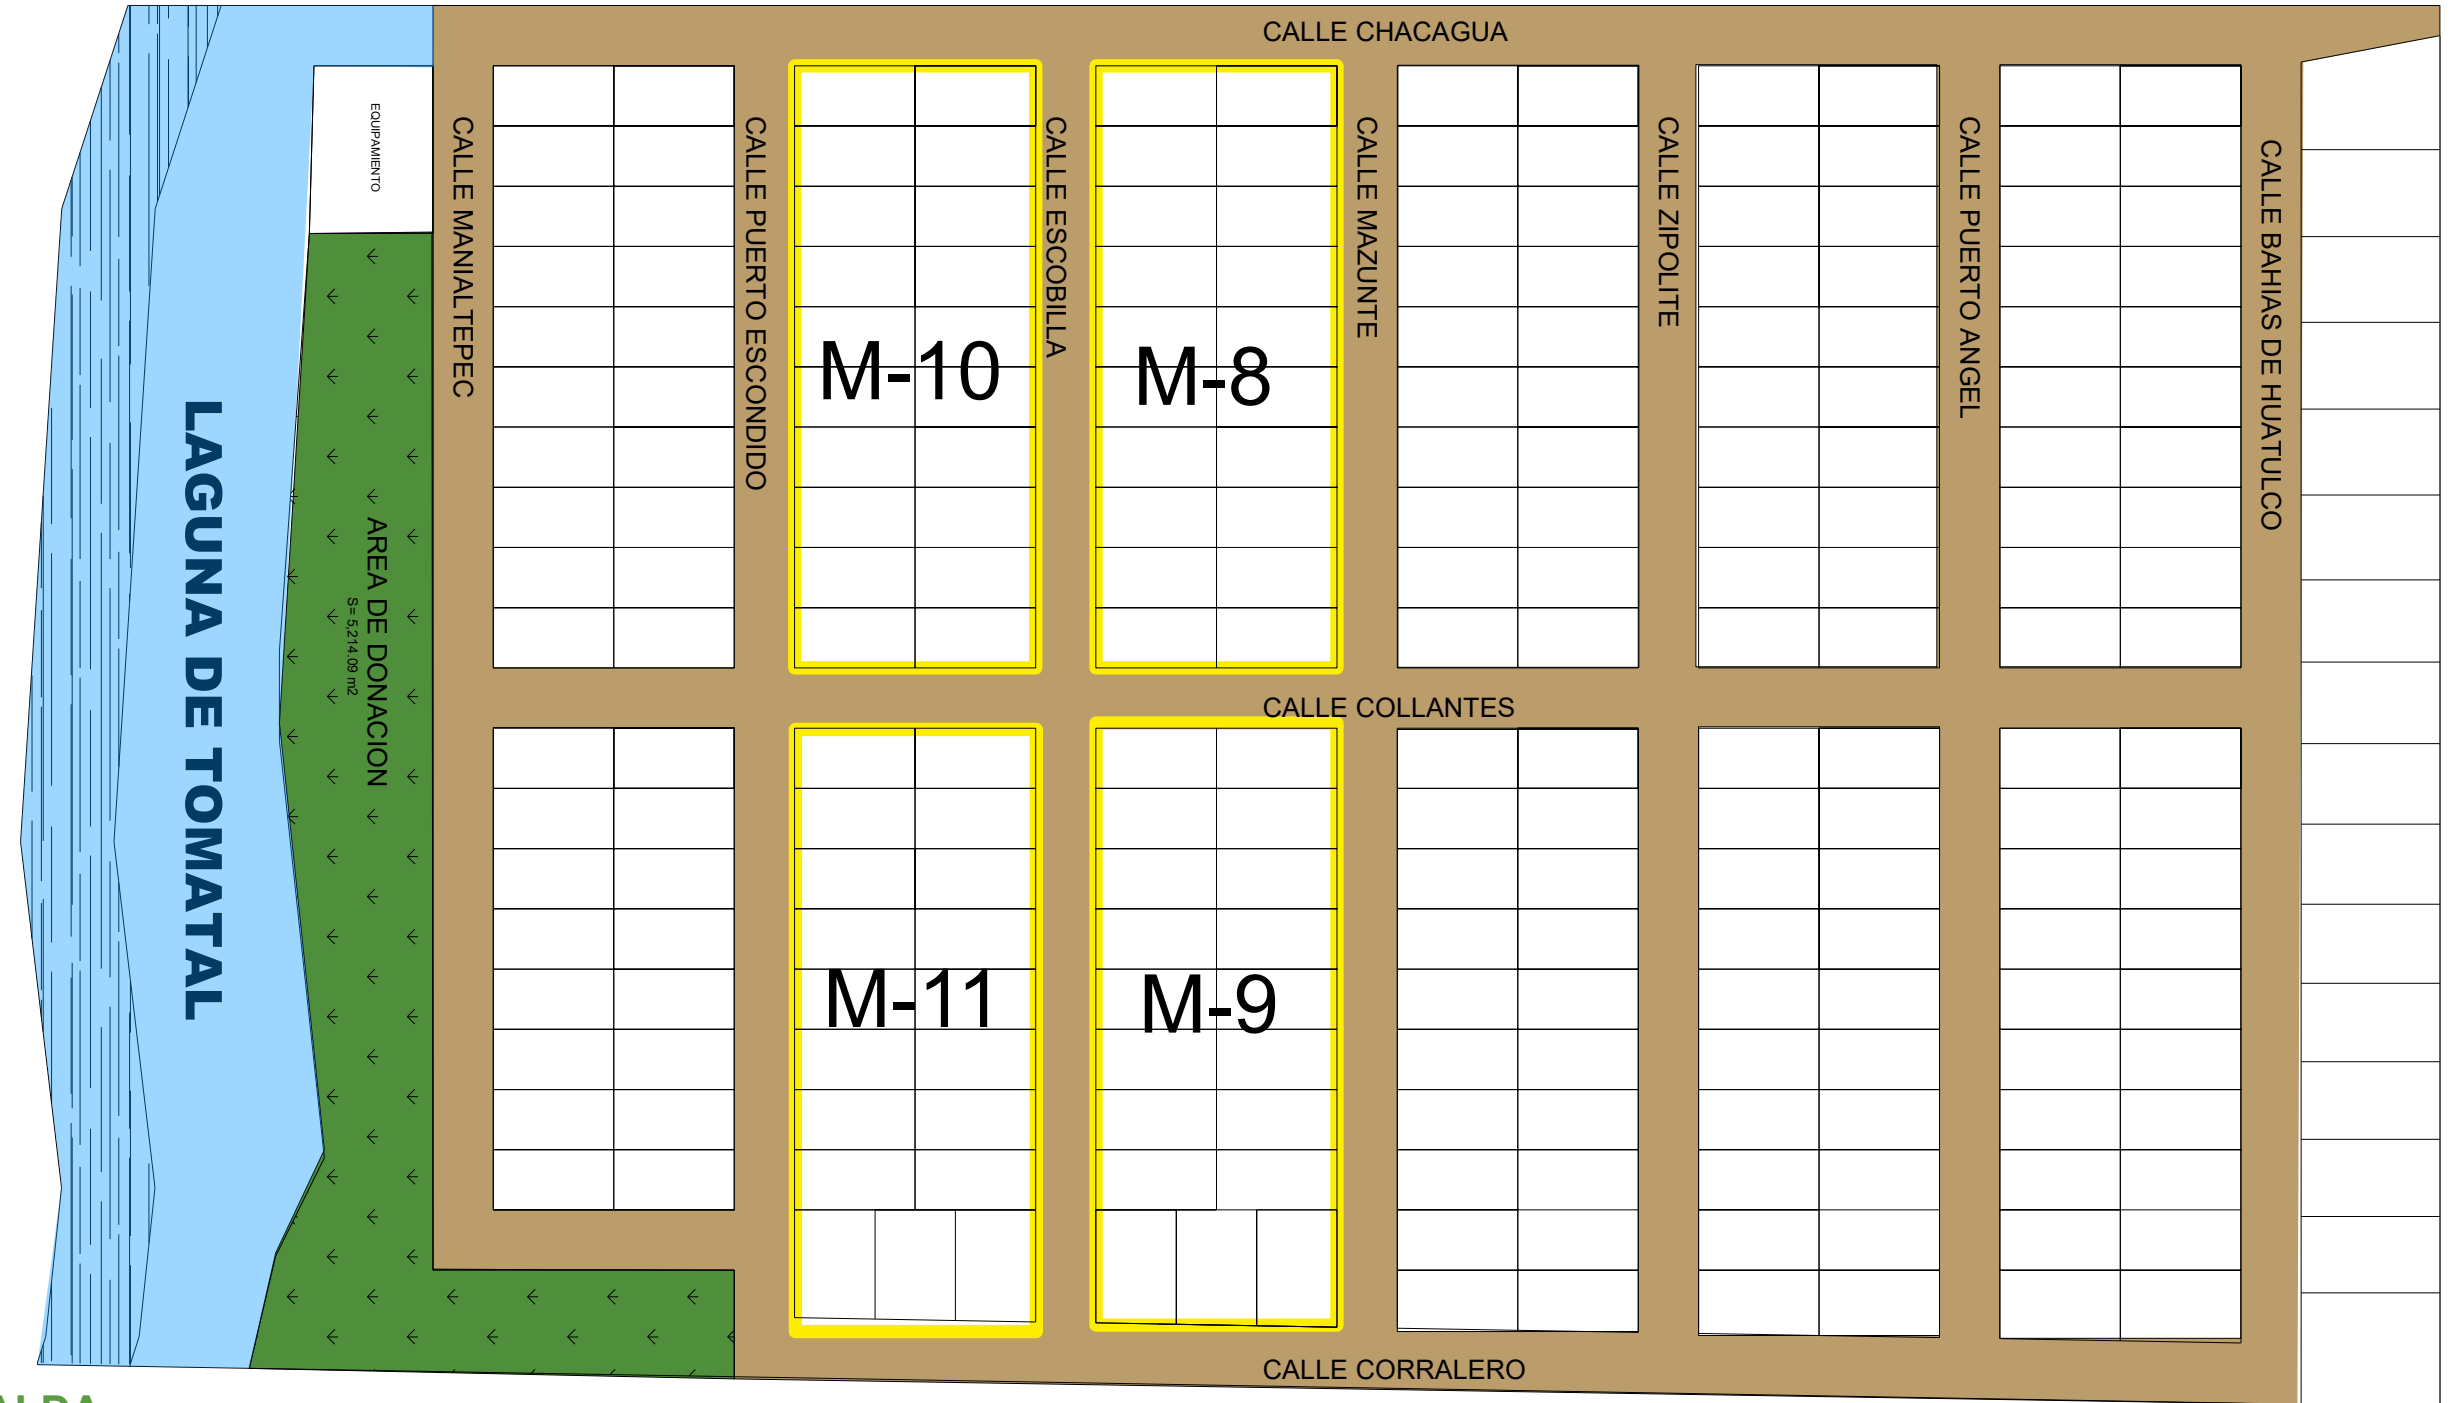 CALLE CHACAGUA
EQUIPAMIENTO
CALLE MANIALTEPEC
CALLE PUERTO ESCONDIDO
CALLE ESCOBILLA
CALLE MAZUNTE
CALLE ZIPOLITE
CALLE PUERTO ANGEL
CALLE BAHIAS DE HUATULCO
M-10
M-8
LAGUNA DE TOMATAL
AREA DE DONACION
S= 5,214.09 m2
CALLE COLLANTES
M-11
M-9
CALLE CORRALERO